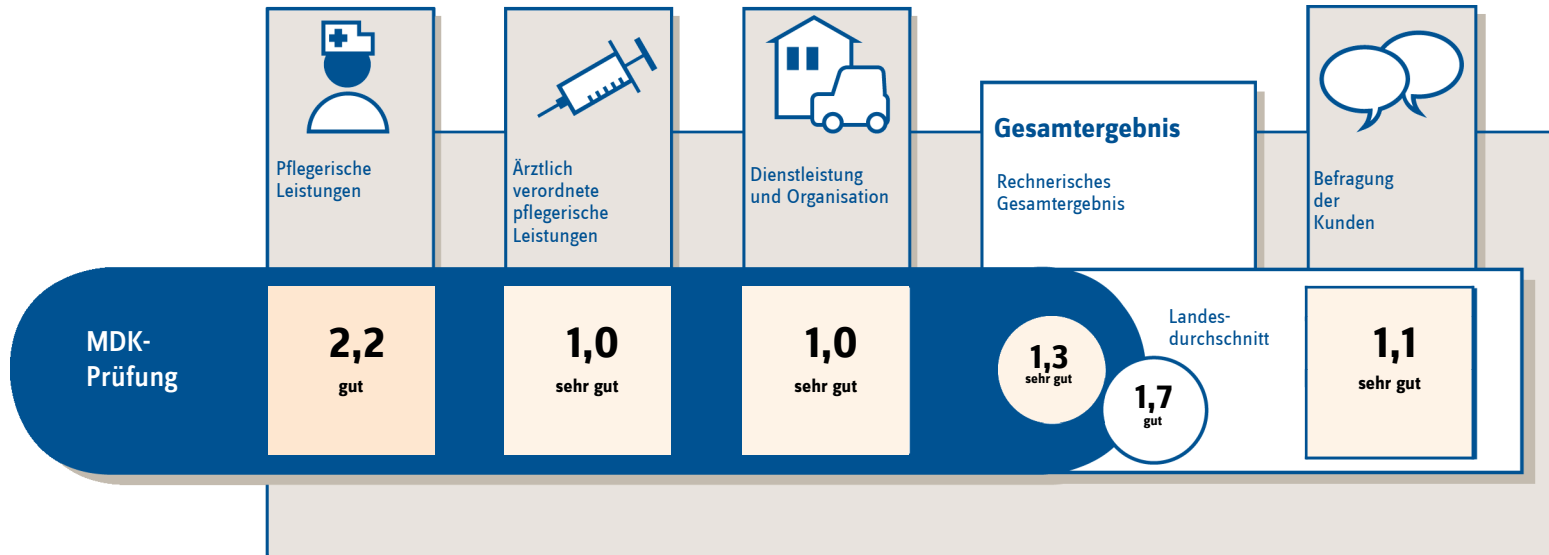 Pflegerische
Leistungen
Ärztlich
verordnete
pflegerische
Leistungen
Dienstleistung
und Organisation
Gesamtergebnis
Rechnerisches
Gesamtergebnis
Befragung
der
Kunden
MDK-
Prüfung
2,2
gut
1,0
sehr gut
1,0
sehr gut
1,3
sehr gut
Landes-
durchschnitt
1,7
gut
1,1
sehr gut